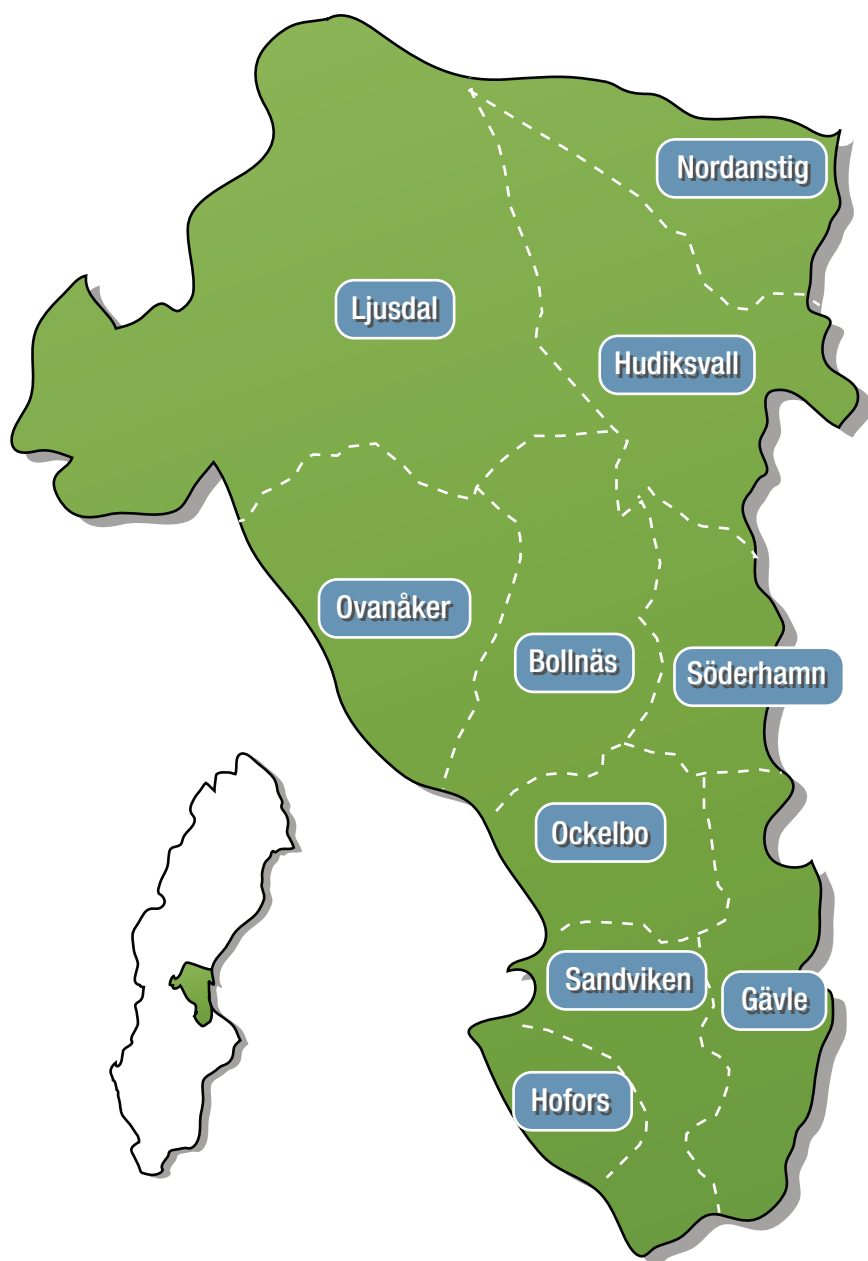 Nordanstig
Ljusdal
Hudiksvall
Ovanåker
Bollnäs
Söderhamn
Ockelbo
Sandviken
Gävle
Hofors